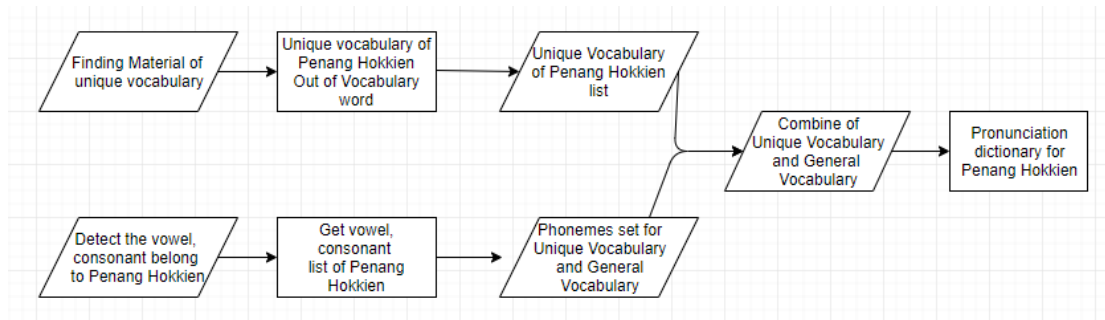 Finding Material of
unique vocabulary
Unique vocabulary of
Penang Hokkien
Out of Vocabulary
word
Unique Vocabulary
of Penang Hokkien
list
Combine of
Unique Vocabulary
and General
Vocabulary
Pronunciation
dictionary for
Penang Hokkien
Detect the vowel,
consonant belong
to Penang Hokkien
Get vowel,
consonant
list of Penang
Hokkien
Phonemes set for
Unique Vocabulary
and General
Vocabulary